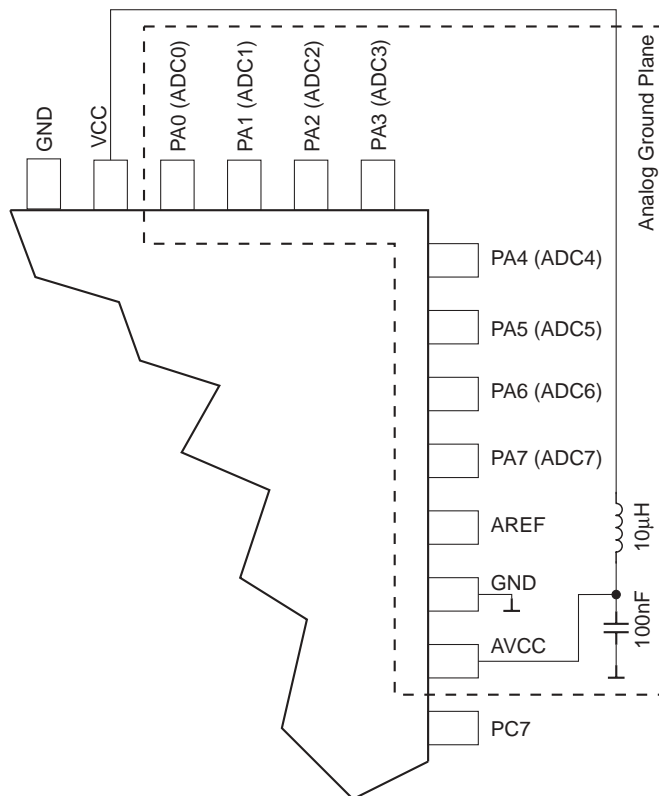 GND
VCC
PA0 (ADC0)
PA1 (ADC1)
PA2 (ADC2)
PA3 (ADC3)
Analog Ground Plane
PA4 (ADC4)
PA5 (ADC5)
PA6 (ADC6)
PA7 (ADC7)
AREF
10μH
GND
AVCC
100nF
PC7